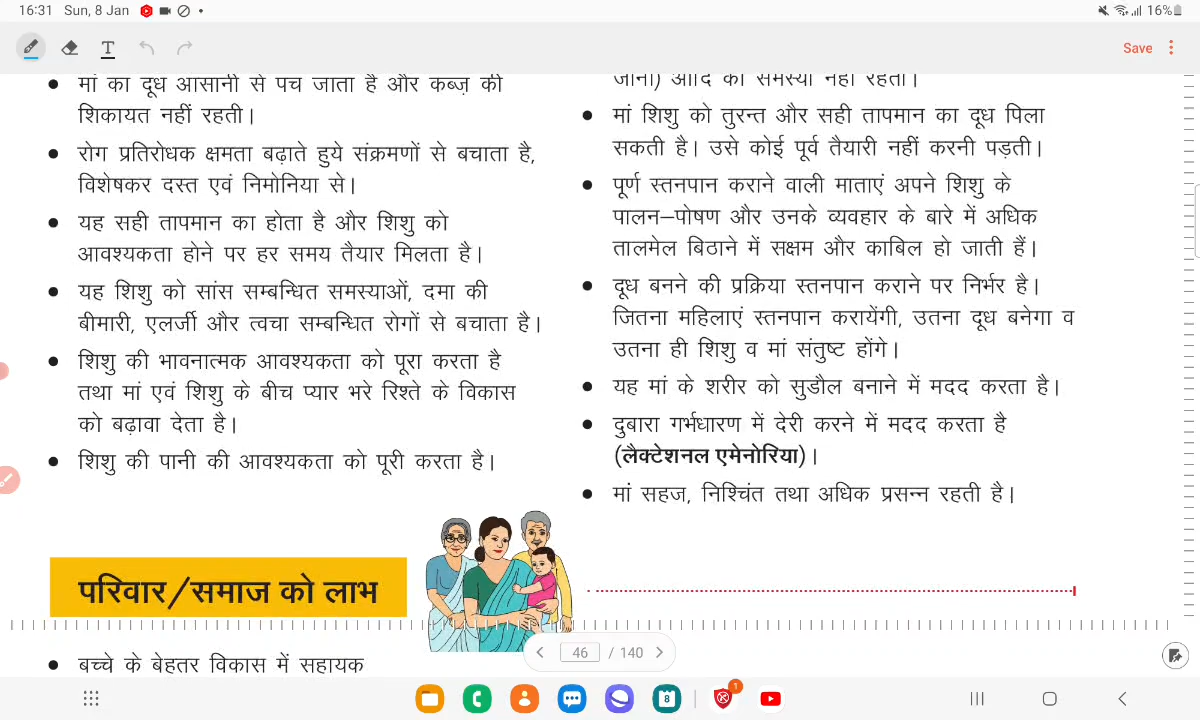 16:31 Sun, 8 Jan
16%
T
Save
मां का दूध आसानी से पच जाता है और कब्ज़ की
शिकायत नहीं रहती।
रोग प्रतिरोधक क्षमता बढ़ाते हुये संक्रमणों से बचाता है,
विशेषकर दस्त एवं निमोनिया से।
यह सही तापमान का होता है और शिशु को
आवश्यकता होने पर हर समय तैयार मिलता है।
यह शिशु को सांस सम्बन्धित समस्याओं, दमा की
बीमारी, एलर्जी और त्वचा सम्बन्धित रोगों से बचाता है।
शिशु की भावनात्मक आवश्यकता को पूरा करता है
तथा मां एवं शिशु के बीच प्यार भरे रिश्ते के विकास
को बढ़ावा देता है।
शिशु की पानी की आवश्यकता को पूरी करता है।
परिवार/समाज को लाभ
बच्चे के बेहतर विकास में सहायक
जाना) आदि की समस्या नहीं रहती।
मां शिशु को तुरन्त और सही तापमान का दूध पिला
सकती है। उसे कोई पूर्व तैयारी नहीं करनी पड़ती।
पूर्ण स्तनपान कराने वाली माताएं अपने शिशु के
पालन–पोषण और उनके व्यवहार के बारे में अधिक
तालमेल बिठाने में सक्षम और काबिल हो जाती हैं।
दूध बनने की प्रक्रिया स्तनपान कराने पर निर्भर है।
जितना महिलाएं स्तनपान करायेंगी, उतना दूध बनेगा व
उतना ही शिशु व मां संतुष्ट होंगे।
यह मां के शरीर को सुडौल बनाने में मदद करता है।
दुबारा गर्भधारण में देरी करने में मदद करता है
(लैक्टेशनल एमेनोरिया)।
मां सहज, निश्चिंत तथा अधिक प्रसन्न रहती है।
46 / 140
8
1